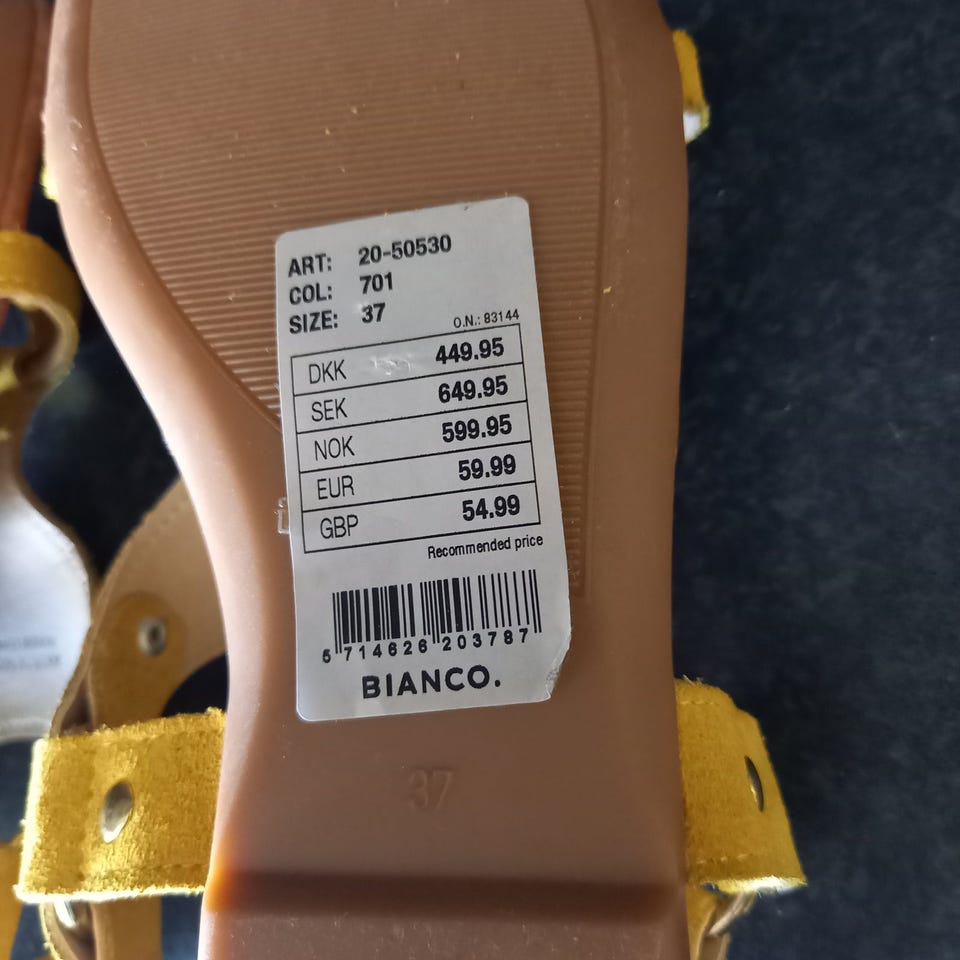 ART: 20-50530
COL: 701
SIZE: 37
O.N.: 83144
DKK 449.95
SEK 649.95
NOK 599.95
EUR 59.99
GBP 54.99
Recommended price
5 714626 203787
BIANCO.
37